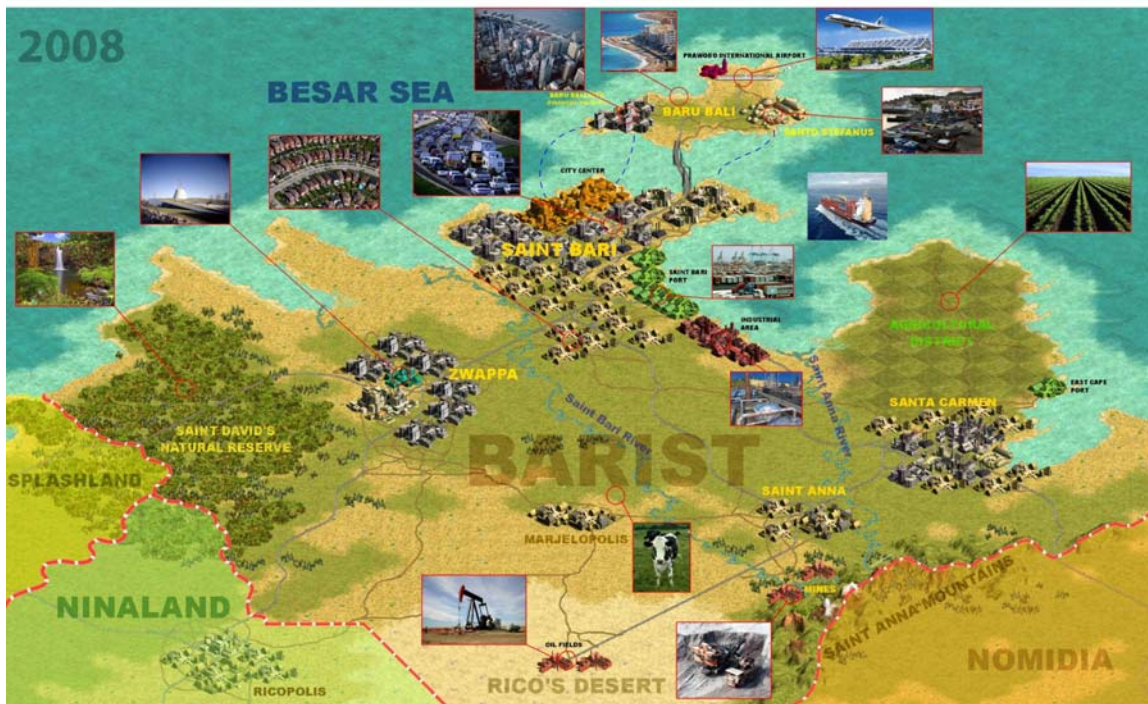 2008
BESAR SEA
PRAWOOD INTERNATIONAL AIRPORT
BARU BALI
SANTO STEFANUS
CITY CENTER
SAINT BARI
SAINT BARI
PORT
INDUSTRIAL
AREA
AGRICULTURAL
DISTRICT
ZWAPPA
Saint Anna River
EAST CAPE
PORT
SANTA CARMEN
Saint Bari River
SAINT DAVID'S
NATURAL RESERVE
BARIST
SPLASHLAND
SAINT ANNA
MARJELOPOLIS
NINALAND
MINES
SAINT ANNA MOUNTAINS
OIL FIELDS
NOMIDIA
RICO'S DESERT
RICOPOLIS